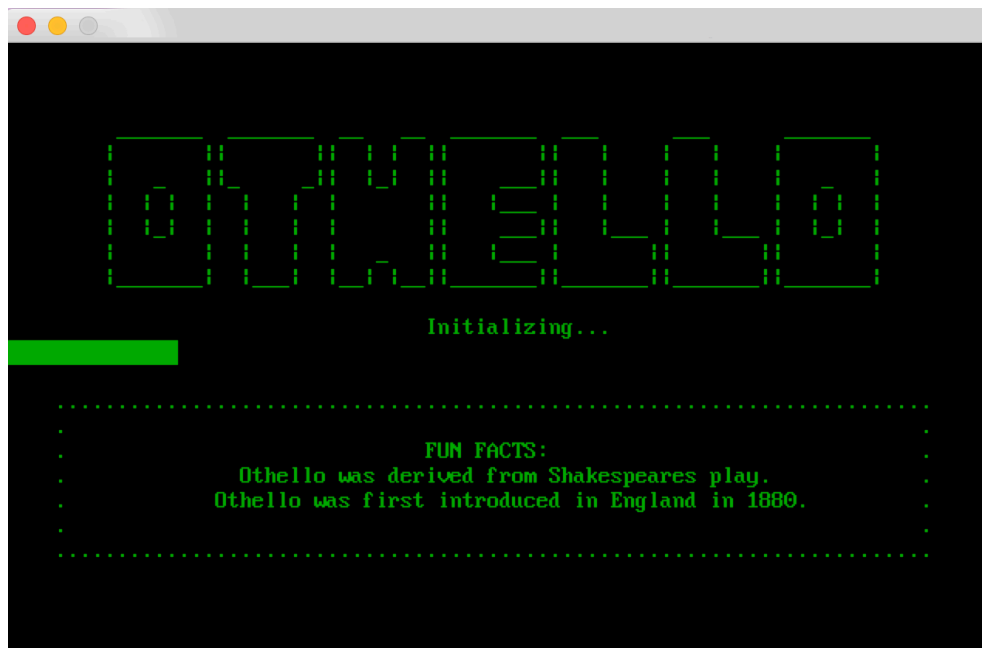 OTHELLO
Initializing...
FUN FACTS:
Othello was derived from Shakespeares play.
Othello was first introduced in England in 1880.